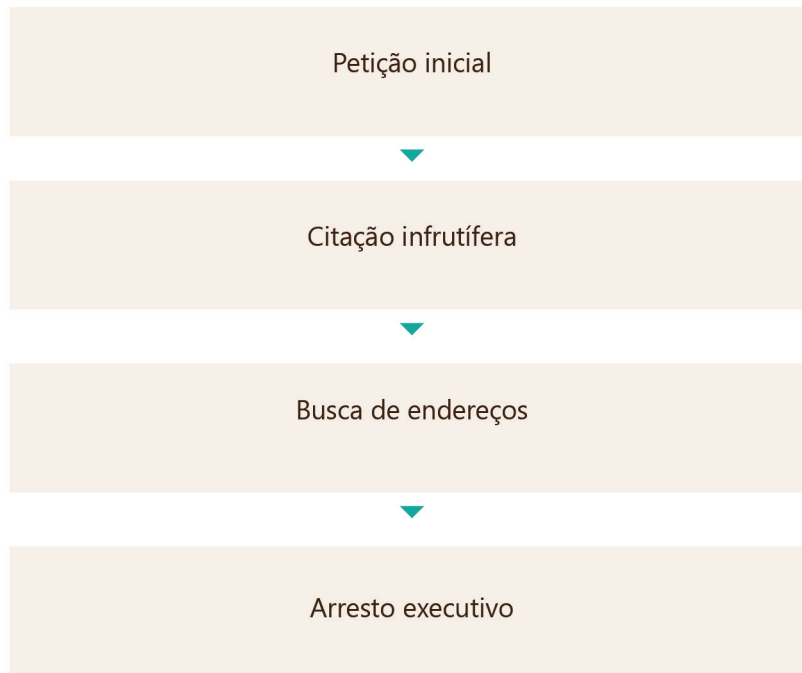 Petição inicial
Citação infrutífera
Busca de endereços
Arresto executivo